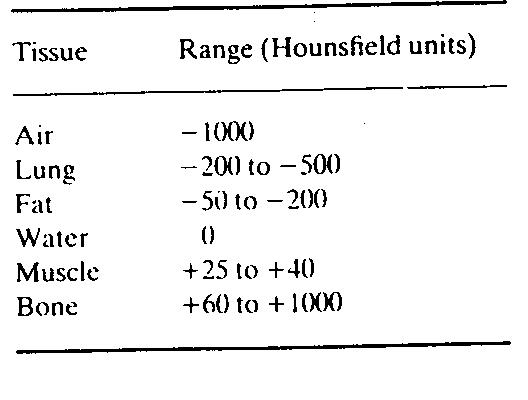 Tissue Range (Hounsfield units)
Air −1000
Lung −200 to −500
Fat −50 to −200
Water 0
Muscle +25 to +40
Bone +60 to +1000